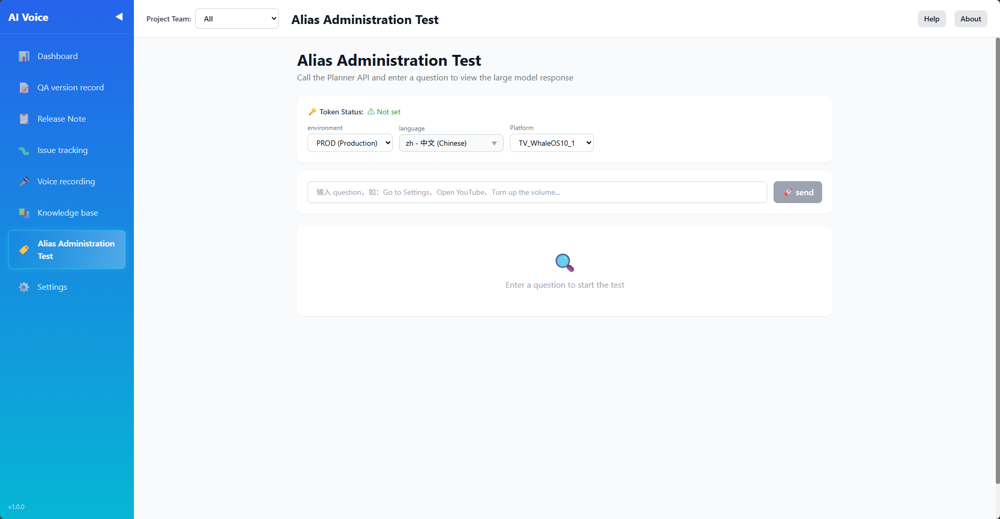 AI Voice
Project Team: All
Alias Administration Test
Help
About
Dashboard
QA version record
Release Note
Issue tracking
Voice recording
Knowledge base
Alias Administration
Test
Settings
v1.0.0
Alias Administration Test
Call the Planner API and enter a question to view the large model response
Token Status: Not set
environment
language
Platform
PROD (Production)
zh - 中文 (Chinese)
TV_WhaleOS10_1
输入 question，如：Go to Settings、Open YouTube、Turn up the volume...
send
Enter a question to start the test